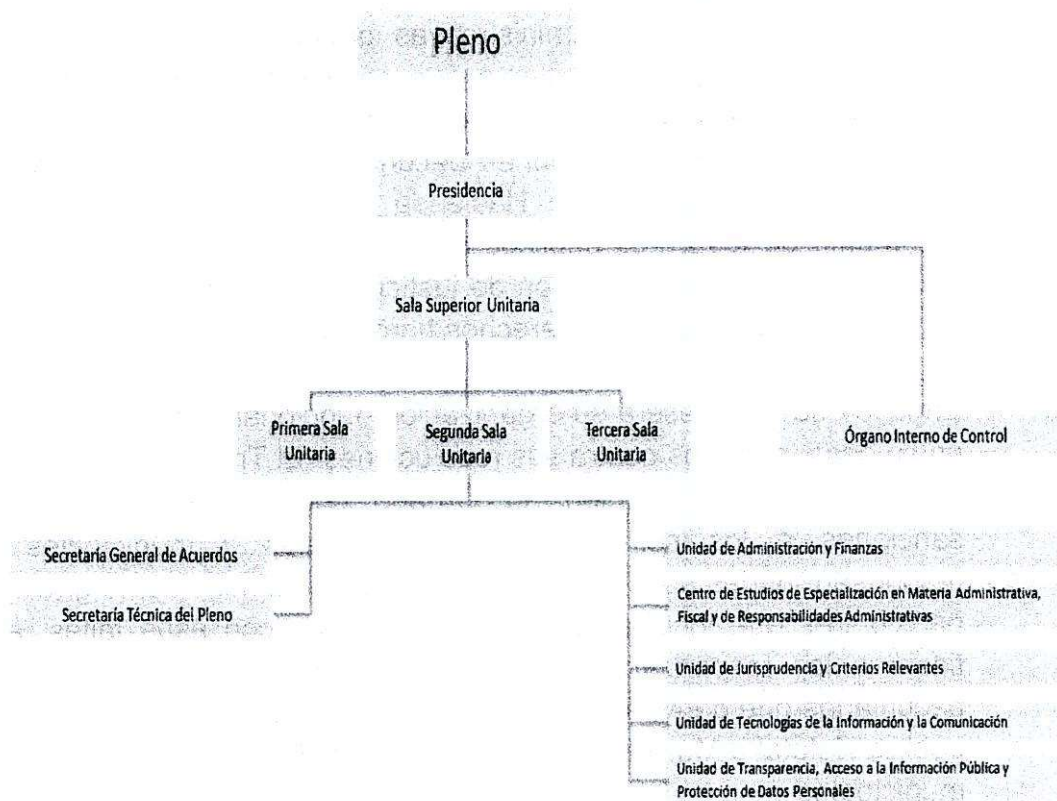 Pleno
Presidencia
Sala Superior Unitaria
Primera Sala
Unitaria
Segunda Sala
Unitaria
Tercera Sala
Unitaria
Órgano Interno de Control
Secretaría General de Acuerdos
Secretaría Técnica del Pleno
Unidad de Administración y Finanzas
Centro de Estudios de Especialización en Materia Administrativa,
Fiscal y de Responsabilidades Administrativas
Unidad de Jurisprudencia y Criterios Relevantes
Unidad de Tecnologías de la Información y la Comunicación
Unidad de Transparencia, Acceso a la Información Pública y
Protección de Datos Personales